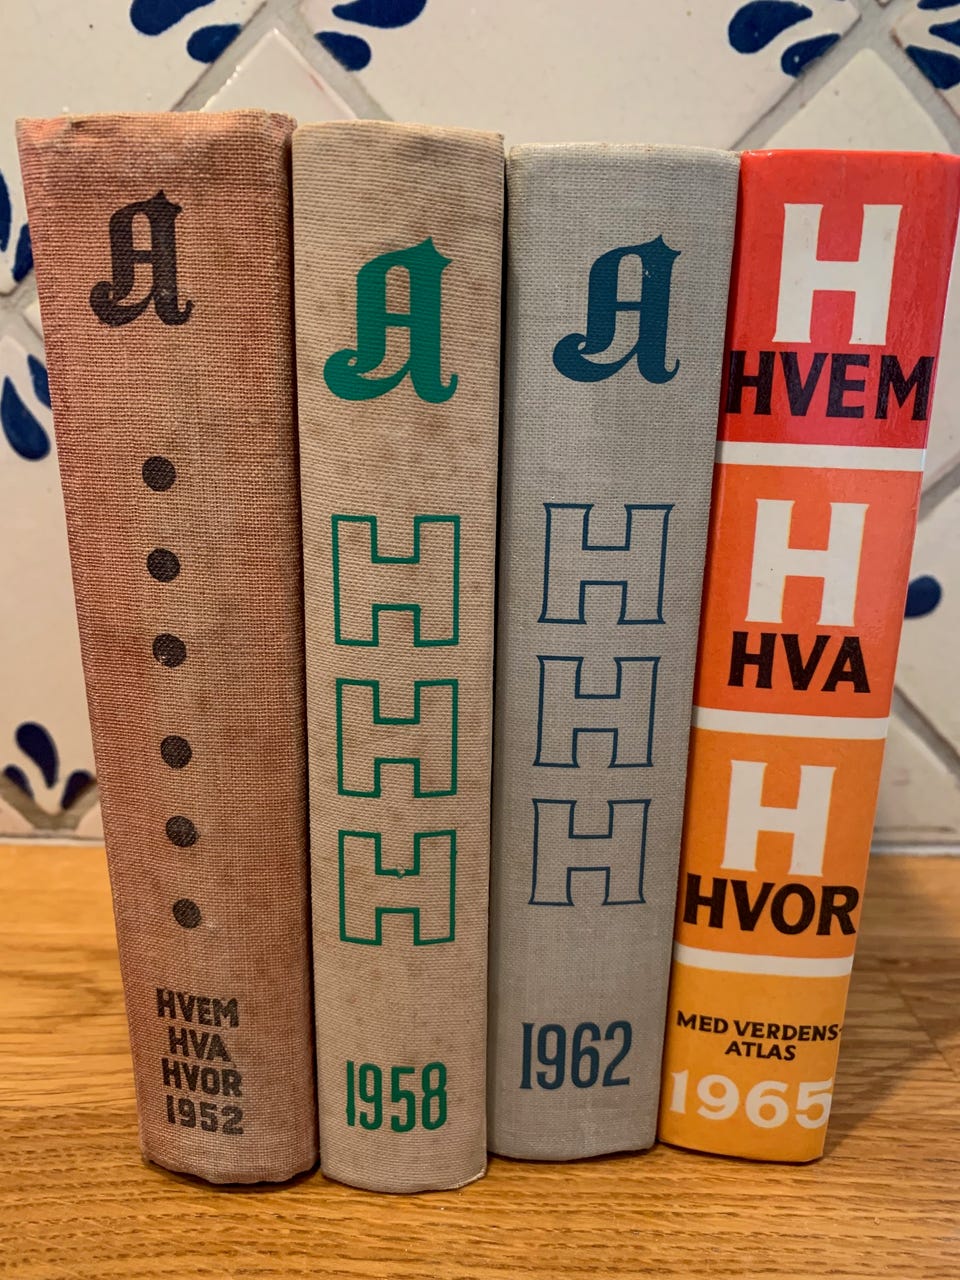 A
HVEM
HVA
HVOR
1952
A
H
H
H
1958
A
H
H
H
1962
H
HVEM
H
HVA
H
HVOR
MED VERDENS-
ATLAS
1965